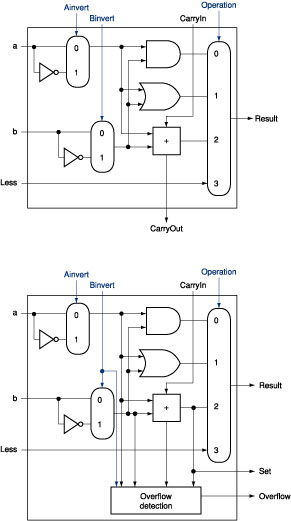 Operation
Ainvert
CarryIn
Binvert
a
0
0
1
1
Result
b
0
+
2
1
Less
3
CarryOut
Operation
Ainvert
CarryIn
Binvert
a
0
0
1
1
Result
b
0
+
2
1
Less
3
Set
Overflow
detection
Overflow